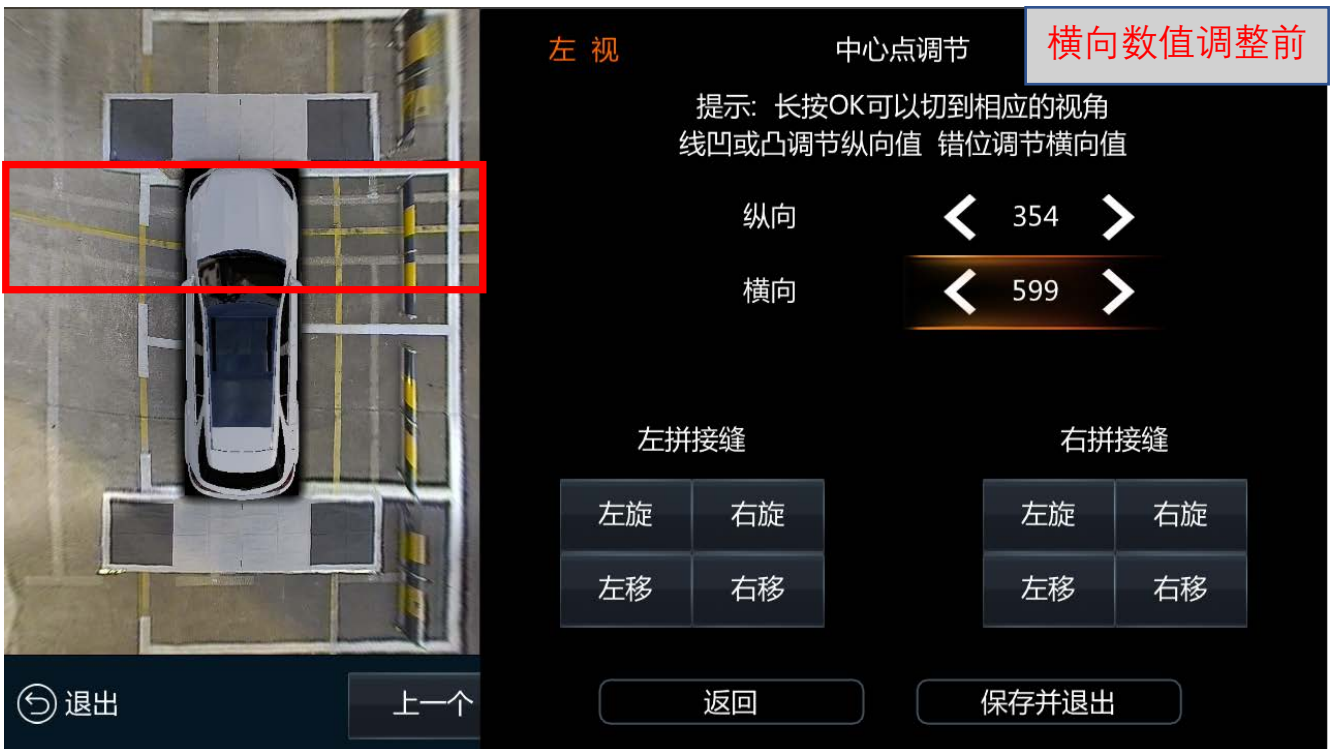 左 视
中心点调节
横向数值调整前
提示: 长按OK可以切到相应的视角
线凹或凸调节纵向值 错位调节横向值
纵向
354
横向
599
左拼接缝
右拼接缝
左旋
右旋
左旋
右旋
左移
右移
左移
右移
退出
上一个
返回
保存并退出